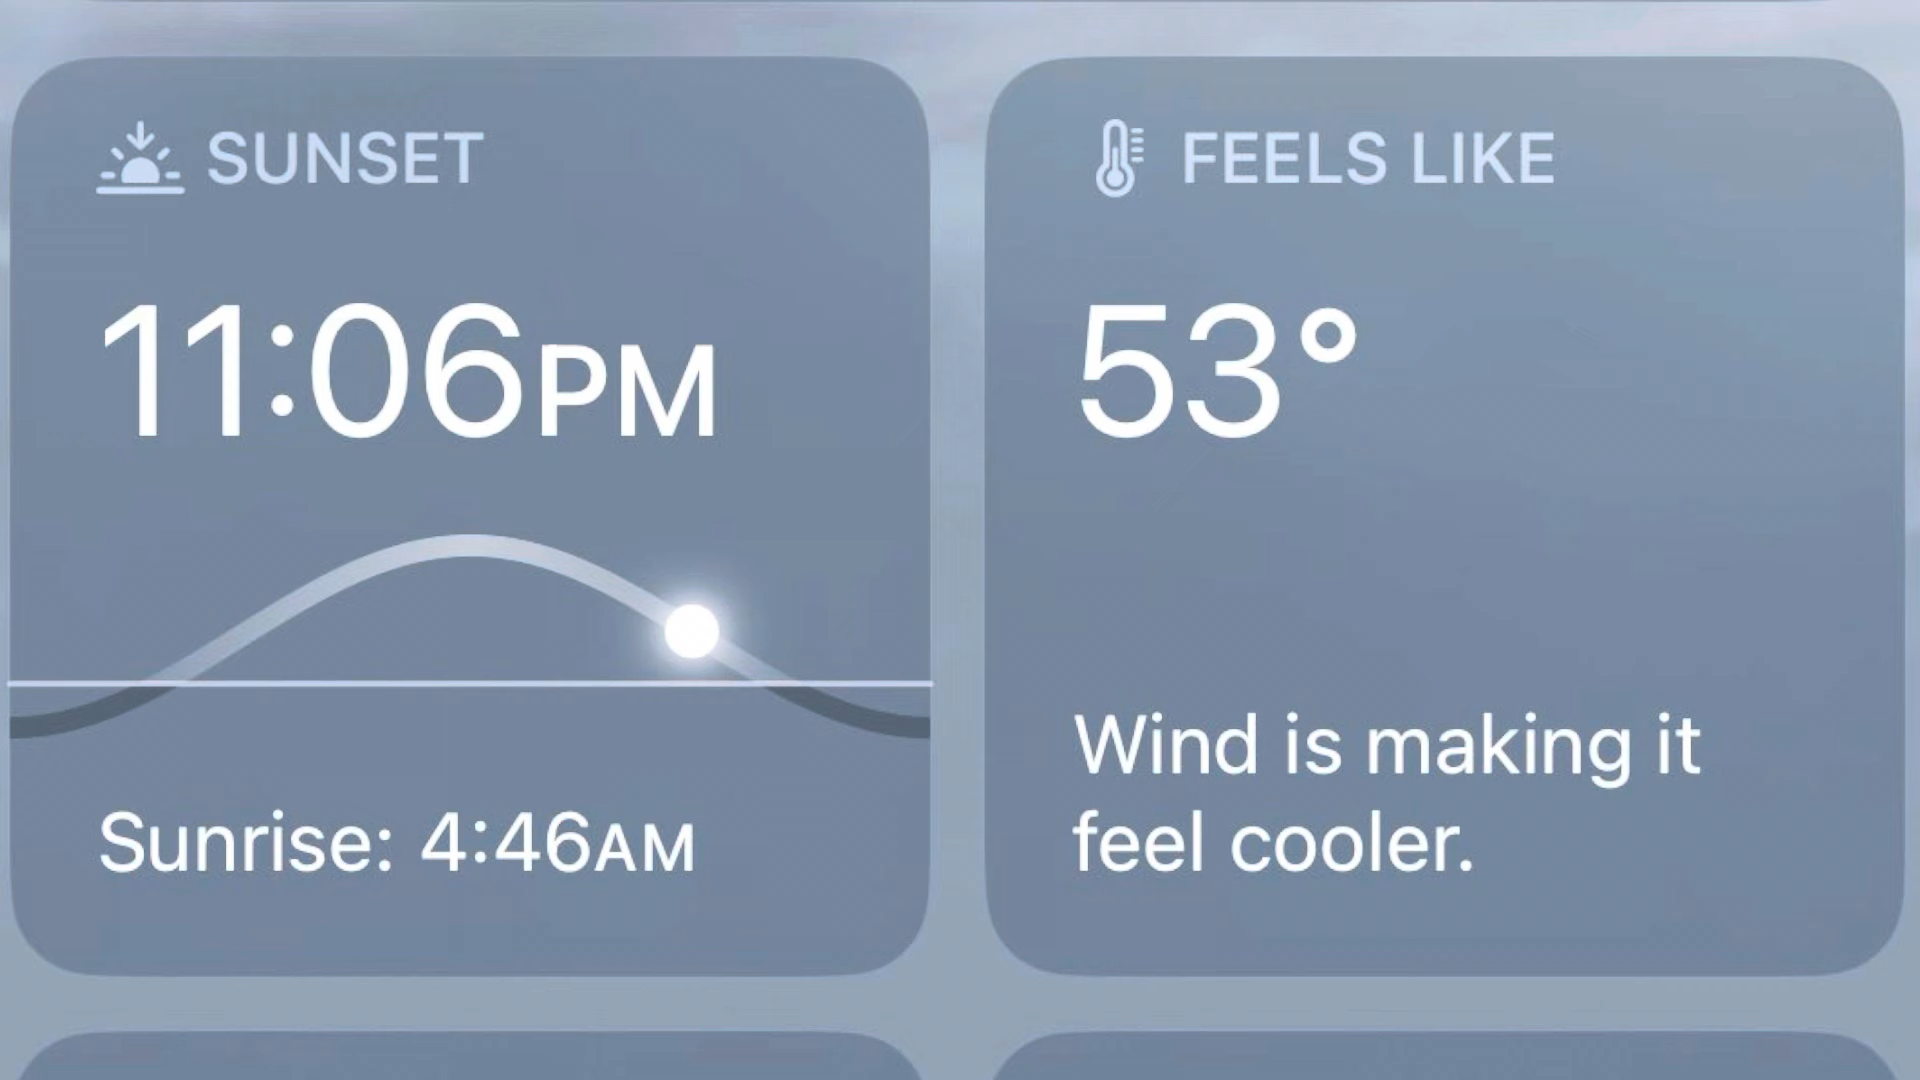 SUNSET
11:06PM
Sunrise: 4:46AM
FEELS LIKE
53°
Wind is making it
feel cooler.